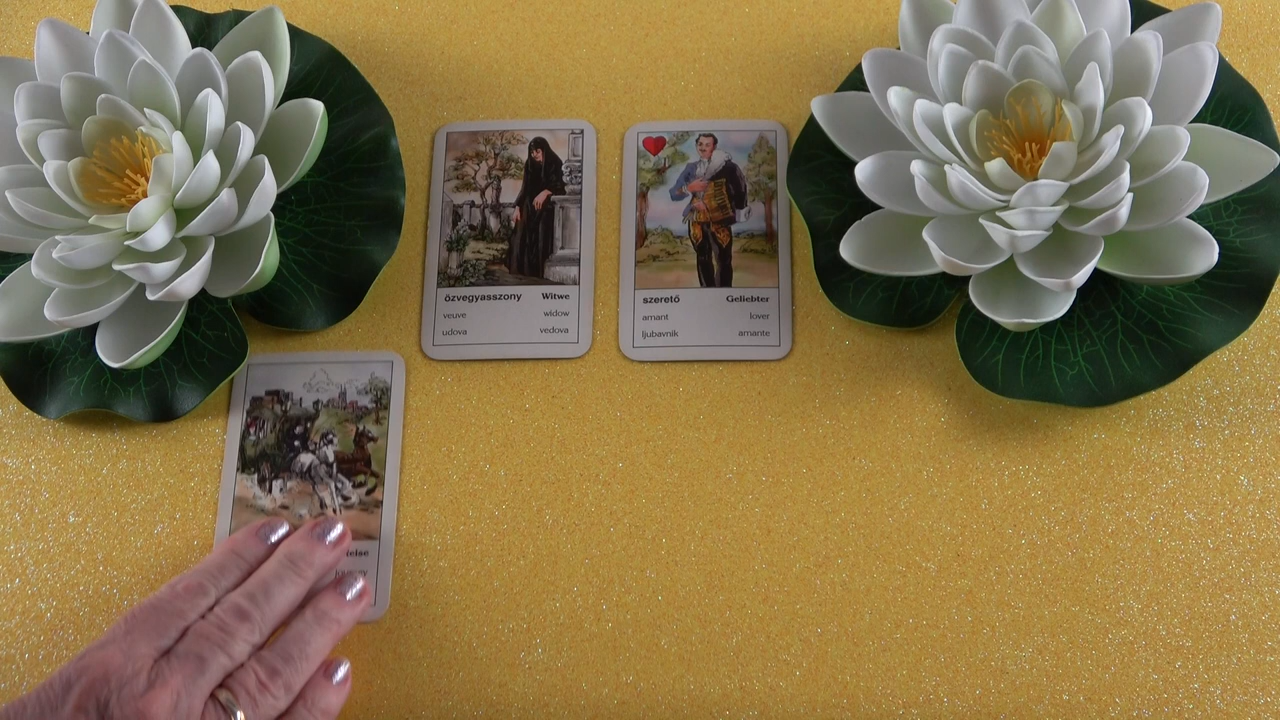 özvegyasszony Witwe
veuve widow
udova vedova
szerető Geliebter
amant lover
ljubavnik amante